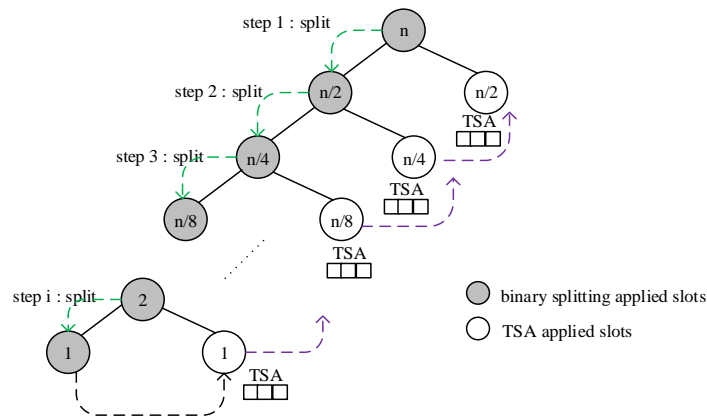 step 1 : split
n
step 2 : split
n/2
n/2
TSA
step 3 : split
n/4
n/4
TSA
n/8
n/8
TSA
step i : split
2
binary splitting applied slots
1
1
TSA applied slots
TSA